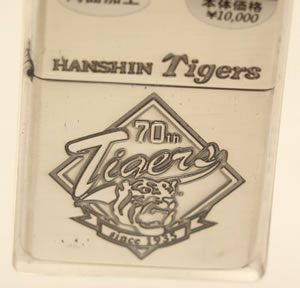 本体価格
¥10,000
HANSHIN Tigers
70th
Tigers
since 1935